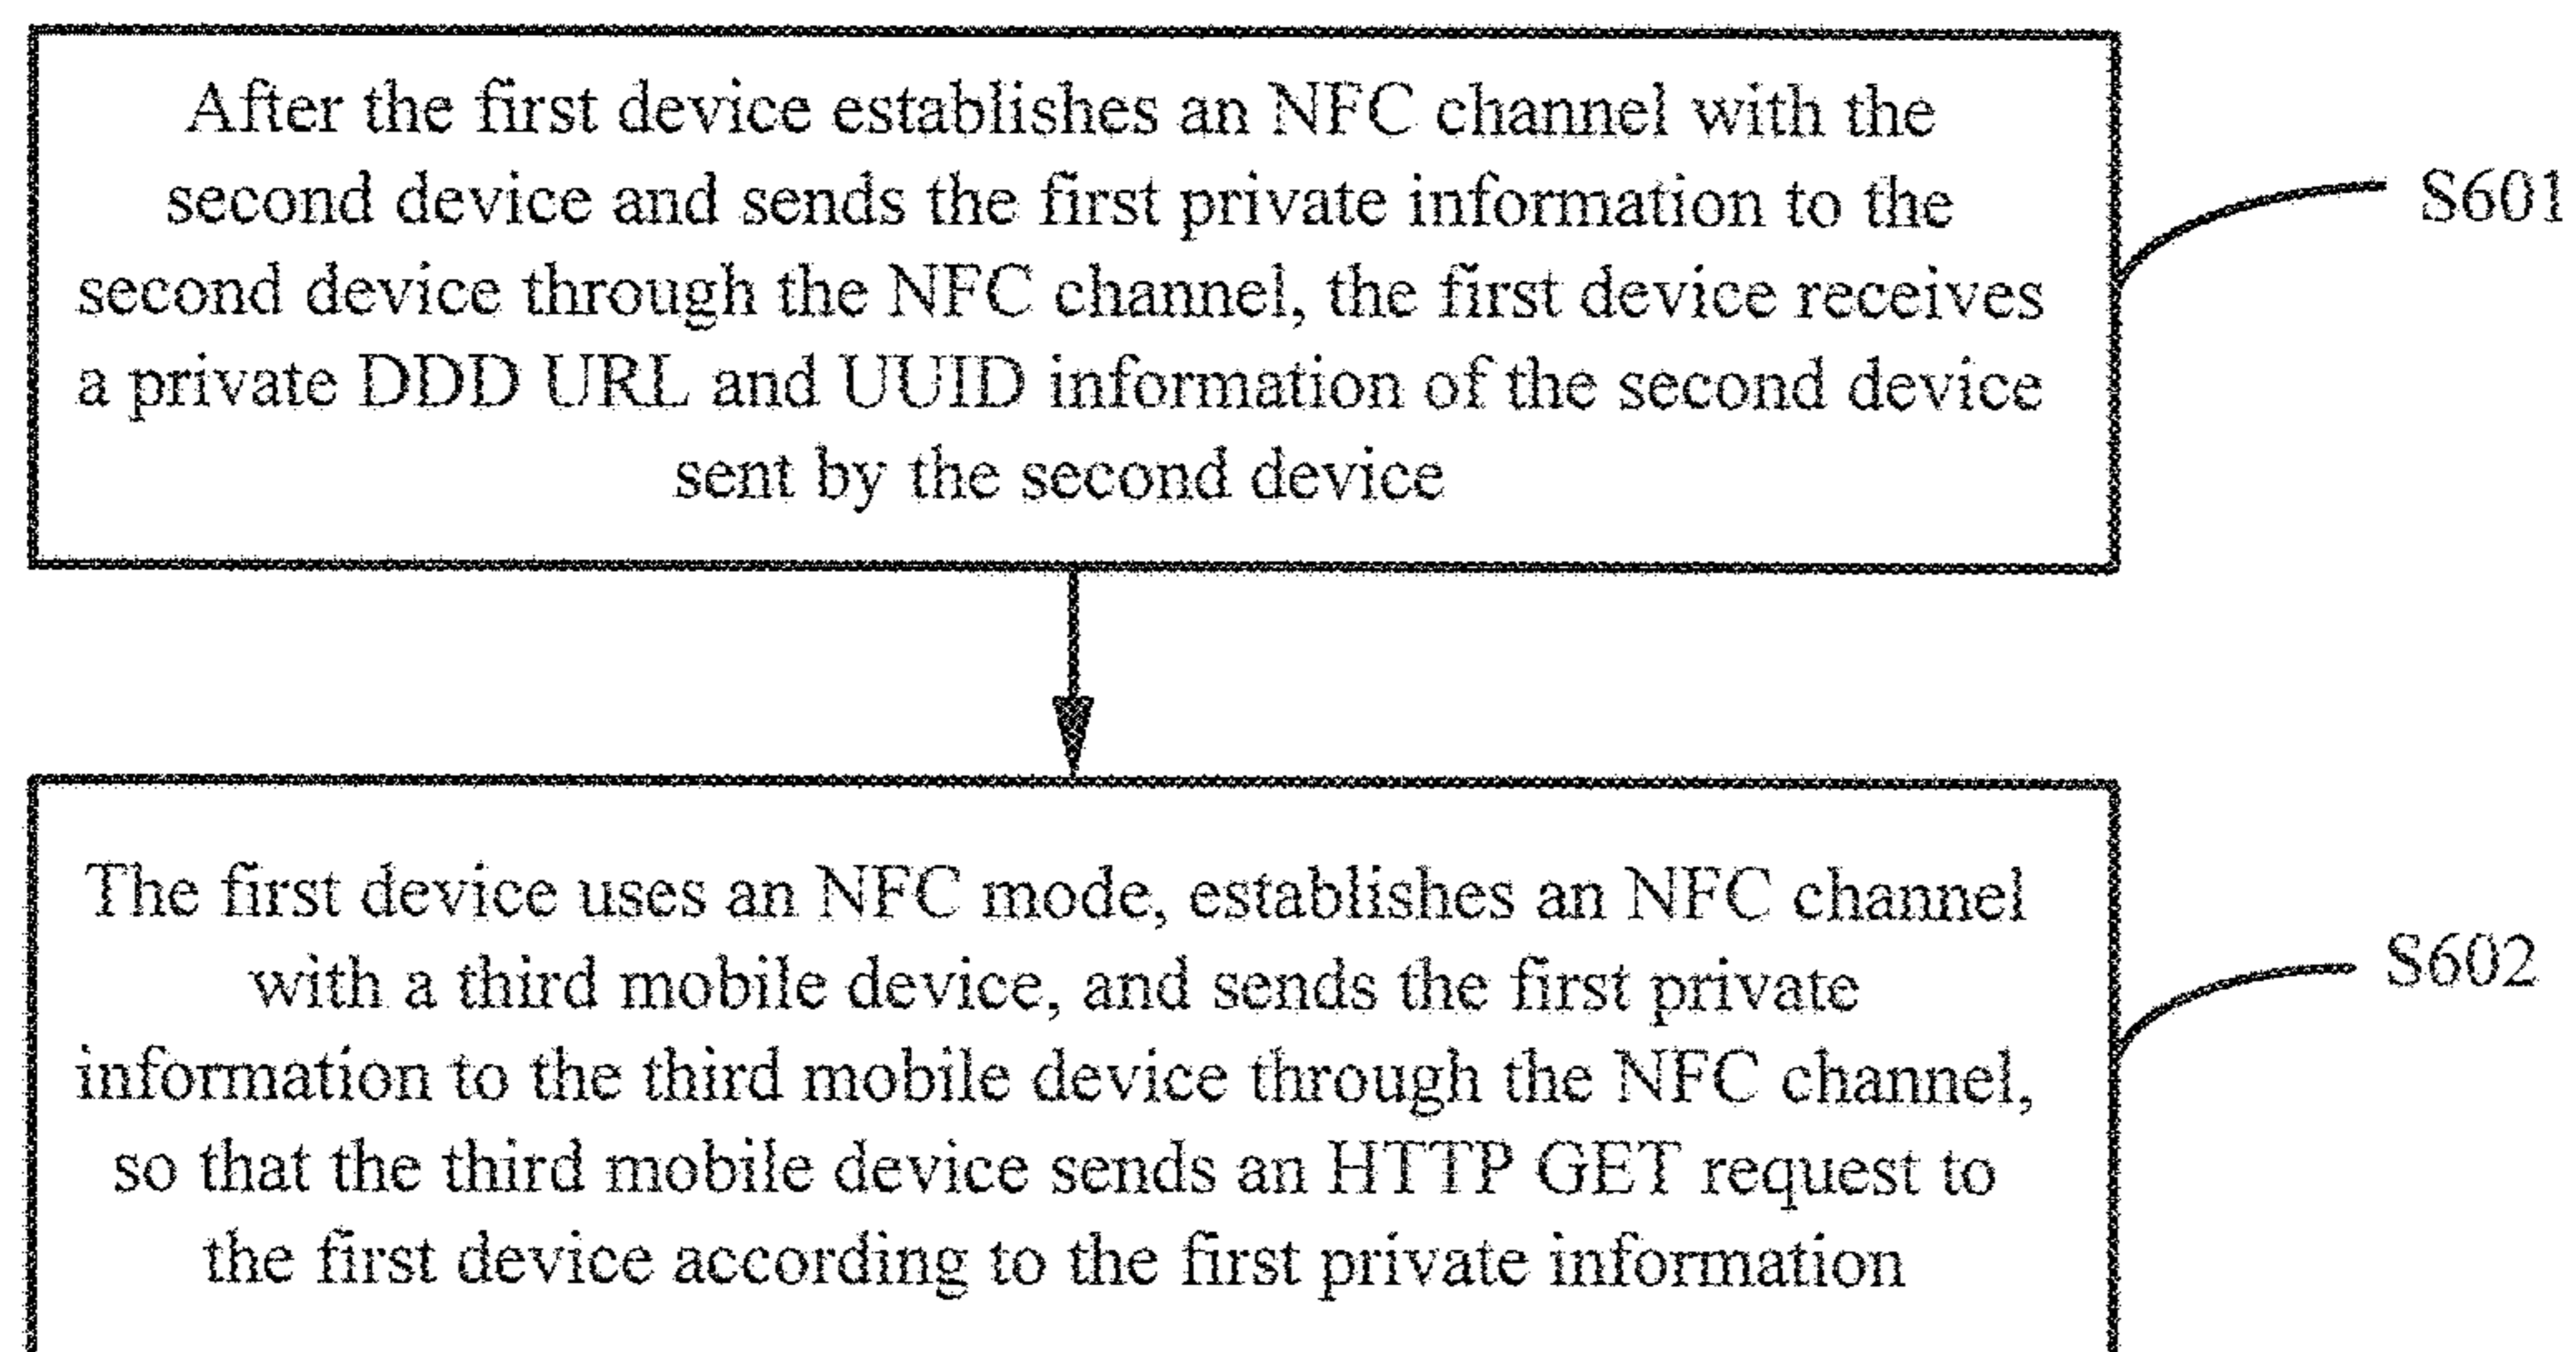 After the first device establishes an NFC channel with the
second device and sends the first private information to the
second device through the NFC channel, the first device receives
a private DDD URL and UUID information of the second device
sent by the second device
S601
The first device uses an NFC mode, establishes an NFC channel
with a third mobile device, and sends the first private
information to the third mobile device through the NFC channel,
so that the third mobile device sends an HTTP GET request to
the first device according to the first private information
S602